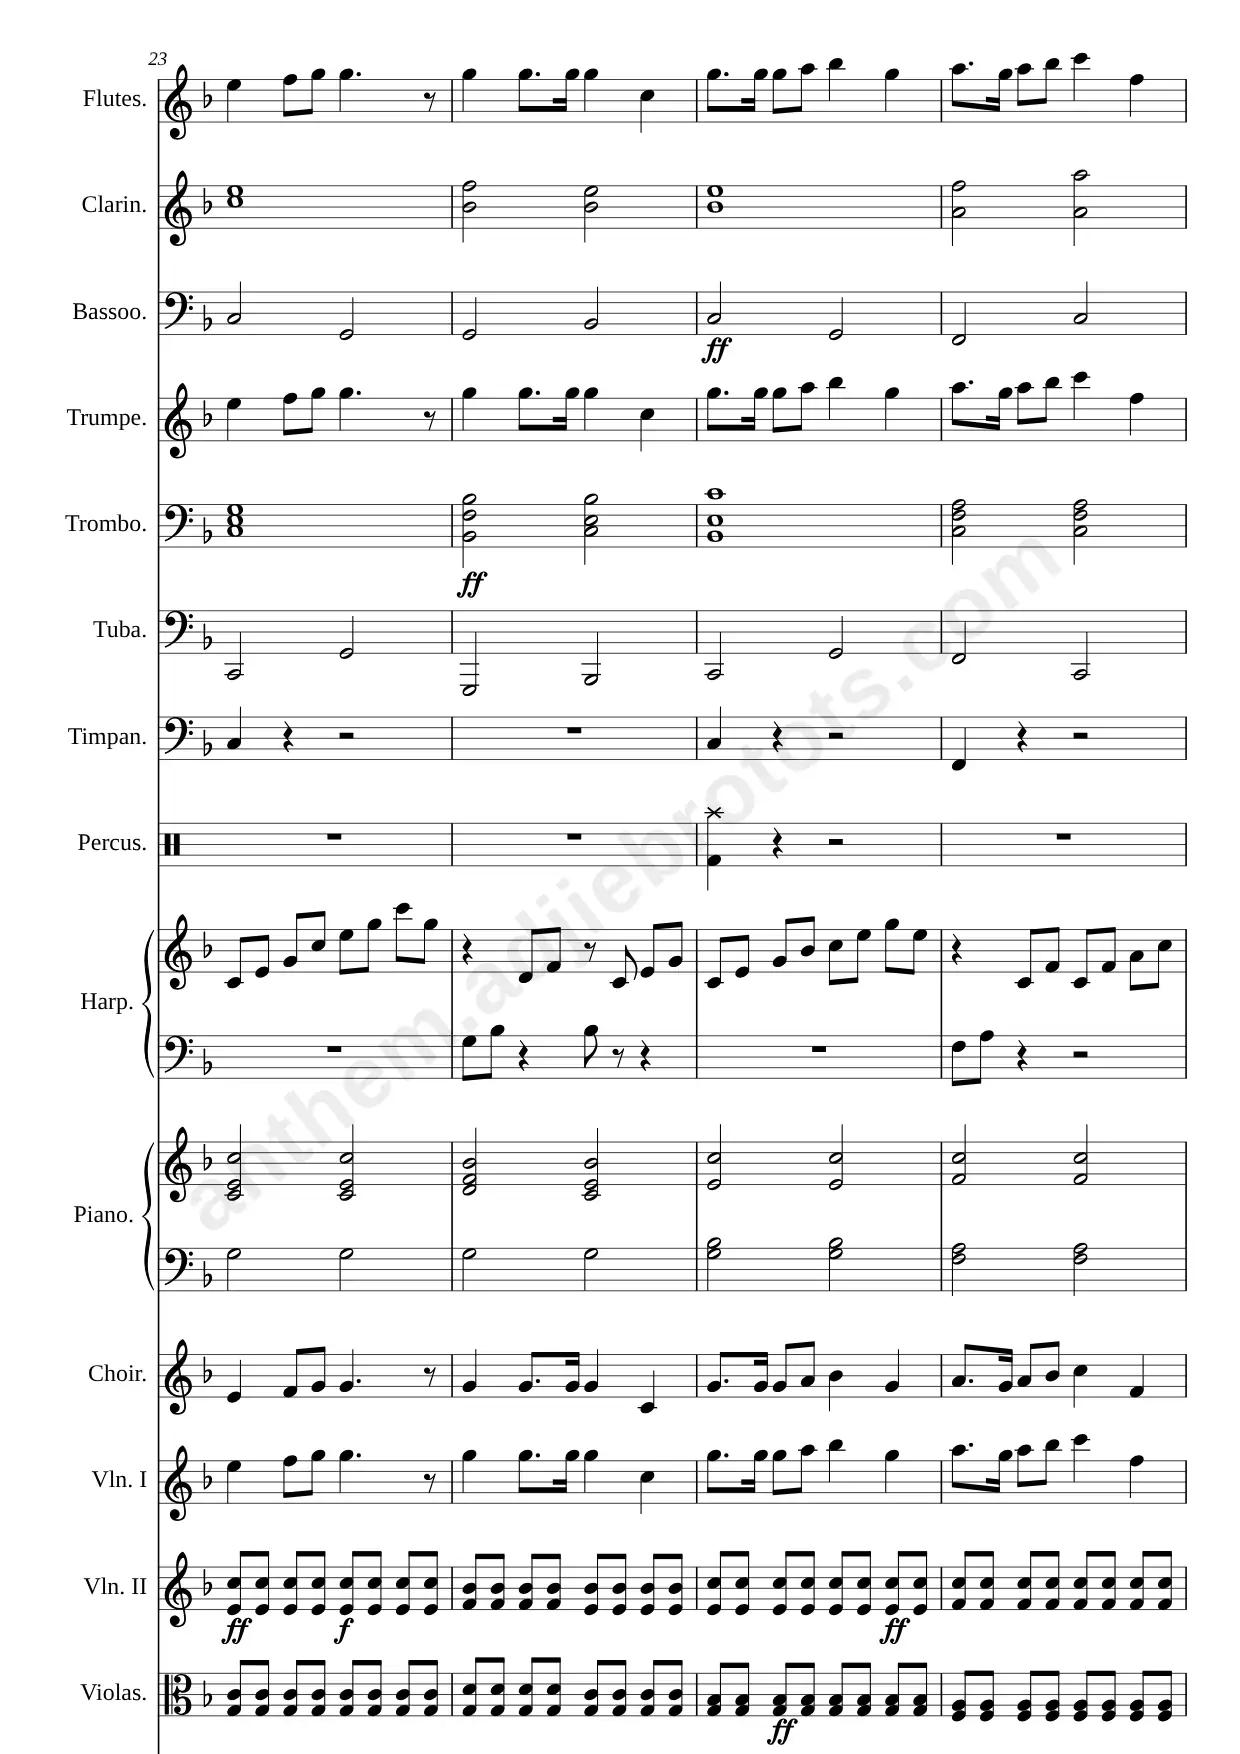 23
Flutes.
Clarin.
Bassoo.
ff
Trumpe.
Trombo.
ff
Tuba.
Timpan.
Percus.
Harp.
Piano.
Choir.
Vln. I
Vln. II
ff f ff
Violas.
ff
anthem.adjiebrotots.com